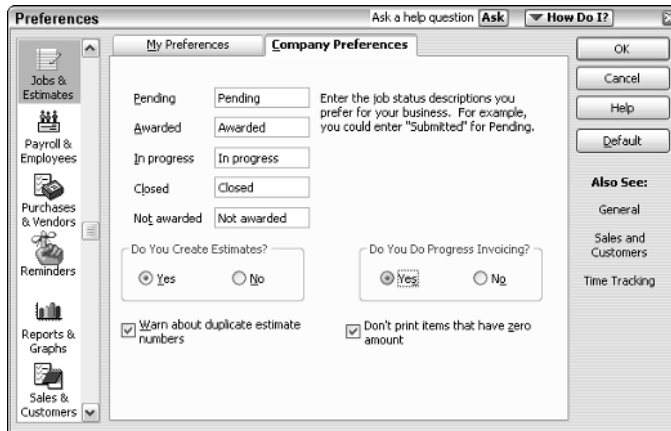 Preferences
Ask a help question Ask How Do I?
My Preferences
Company Preferences
Jobs &
Estimates
Payroll &
Employees
Purchases
& Vendors
Reminders
Reports &
Graphs
Sales &
Customers
Pending Pending
Awarded Awarded
In progress In progress
Closed Closed
Not awarded Not awarded
Enter the job status descriptions you
prefer for your business. For example,
you could enter "Submitted" for Pending.
Do You Create Estimates?
Yes No
Do You Do Progress Invoicing?
Yes No
Warn about duplicate estimate
numbers
Don't print items that have zero
amount
OK
Cancel
Help
Default
Also See:
General
Sales and
Customers
Time Tracking